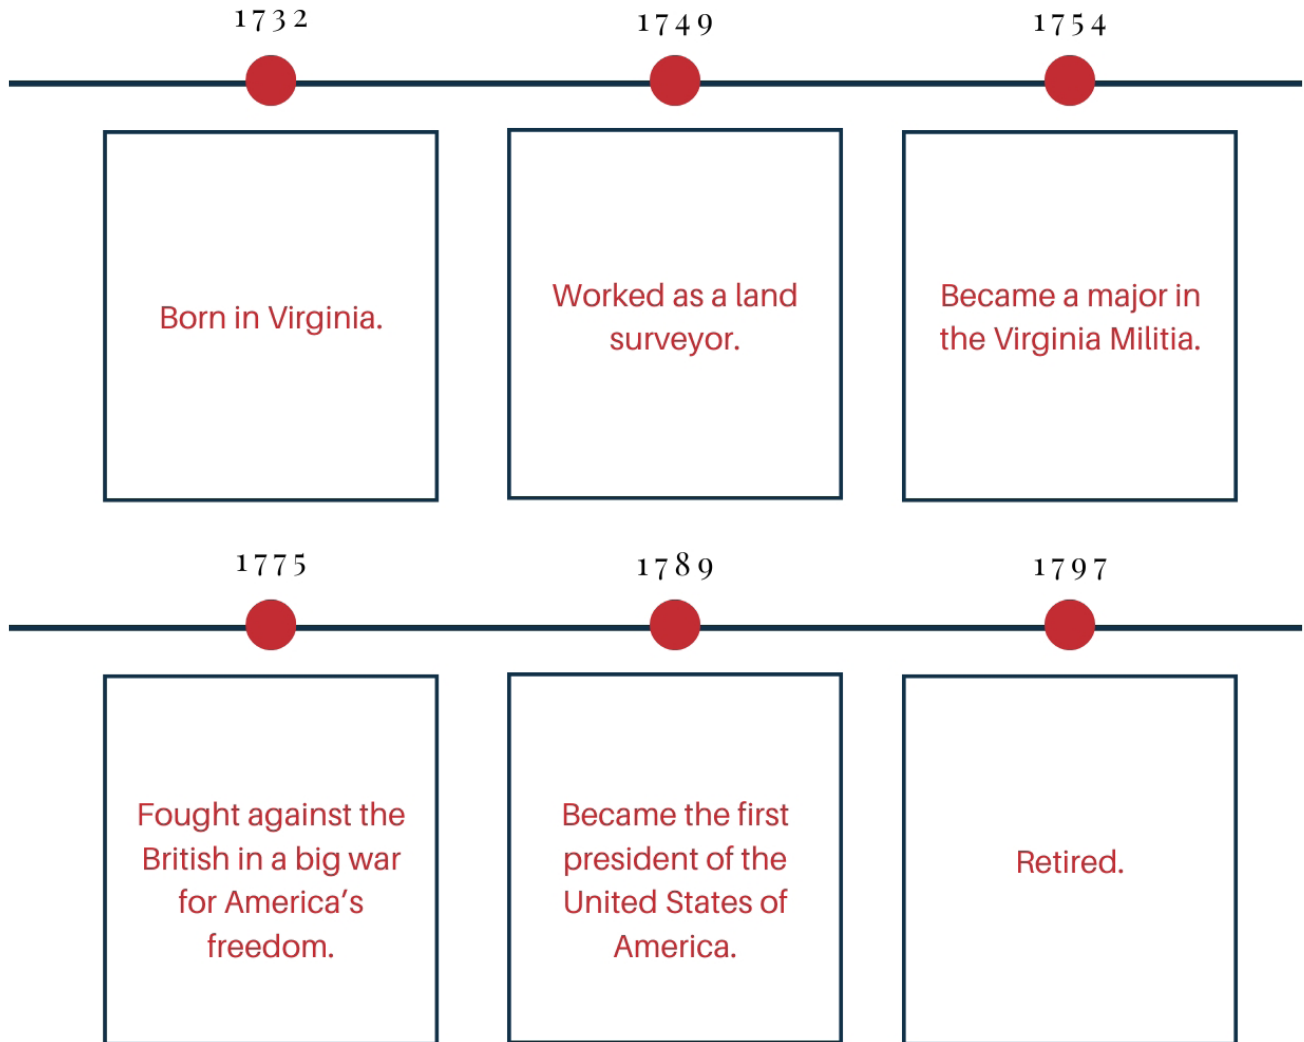 1732
1749
1754
Born in Virginia.
Worked as a land
surveyor.
Became a major in
the Virginia Militia.
1775
1789
1797
Fought against the
British in a big war
for America's
freedom.
Became the first
president of the
United States of
America.
Retired.